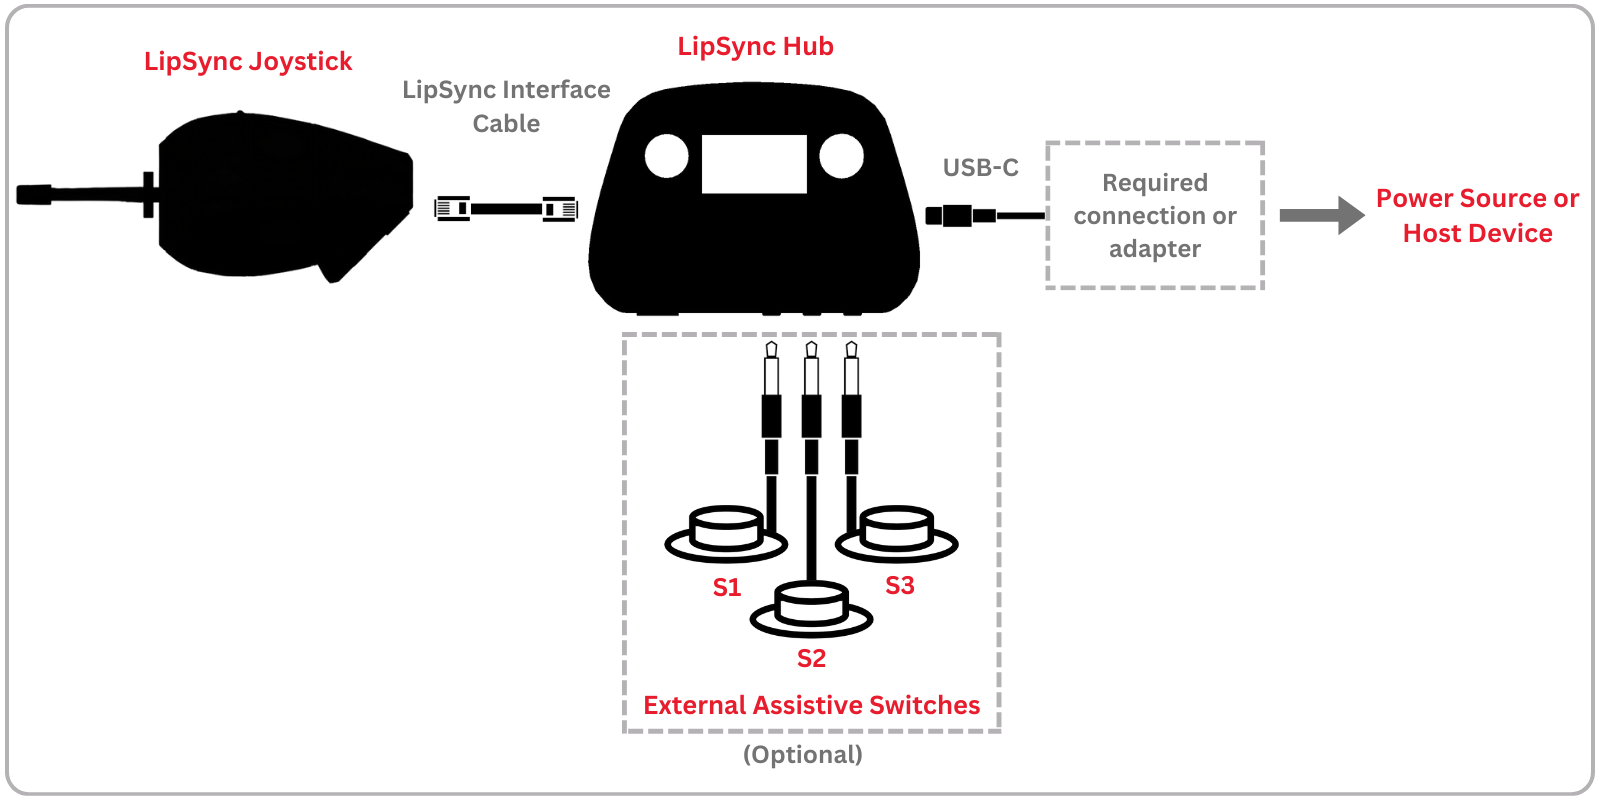 LipSync Joystick
LipSync Interface
Cable
LipSync Hub
USB-C
Required
connection or
adapter
Power Source or
Host Device
S1
S3
S2
External Assistive Switches
(Optional)